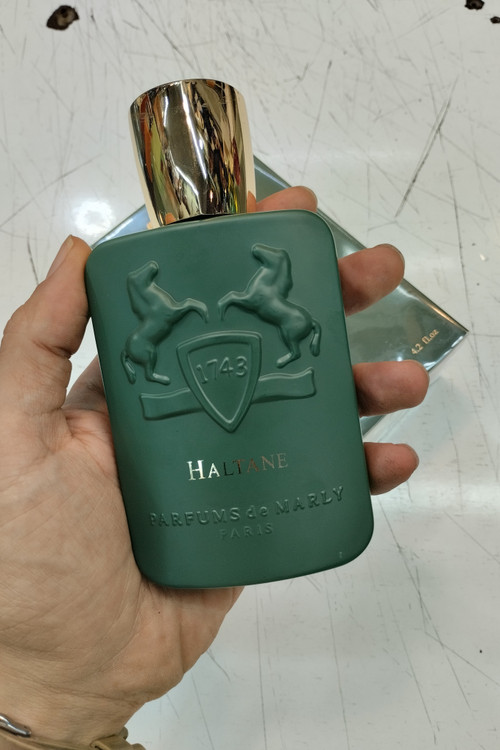 1743
HALTANE
PARFUMS de MARLY
PARIS
4.2 fl.oz